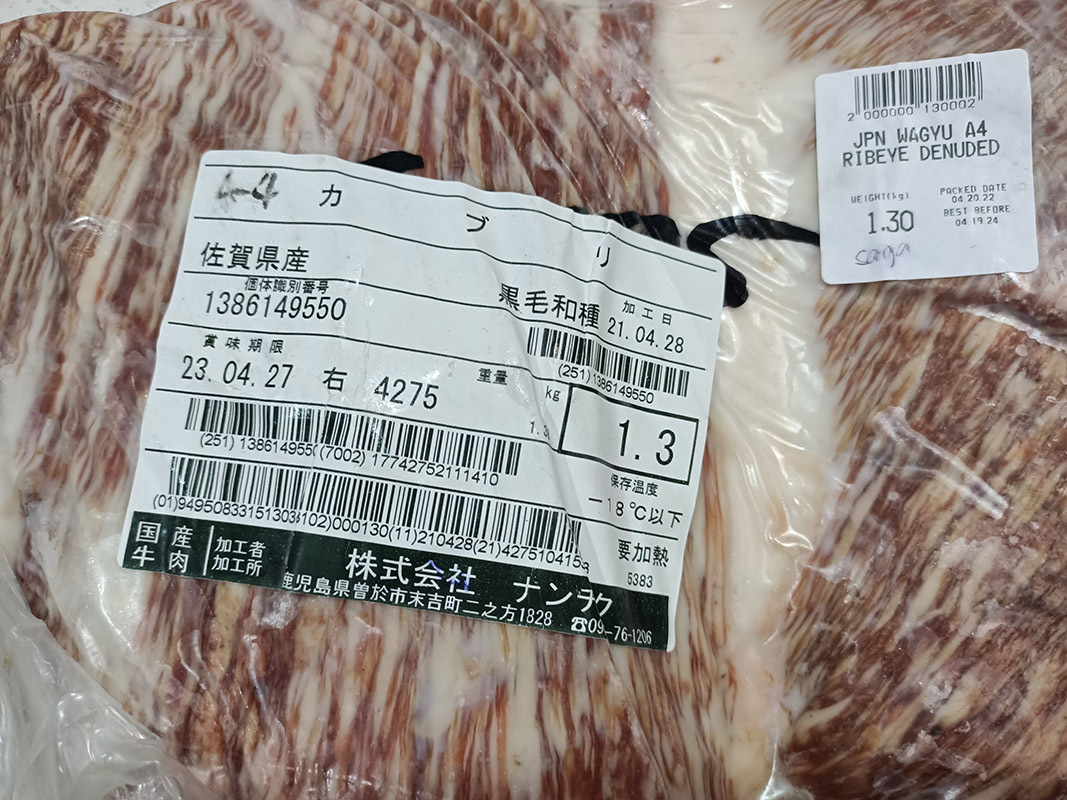 A-4 カブリ
佐賀県産
個体識別番号
1386149550
黒毛和種
加工日
21.04.28
(251) 1386149550
賞味期限
23.04.27 右 4275
重量 kg
1.3
(251) 1386149550(7002) 17742752111410
保存温度
－18℃以下
要加熱
5383
国産
牛肉
加工者
加工所
株式会社 ナンチク
鹿児島県曽於市末吉町二之方1828
2 000000 130002
JPN WAGYU A4
RIBEYE DENUDED
WEIGHT(kg)
1.30
PACKED DATE
04.20.22
BEST BEFORE
04.19.24
saga